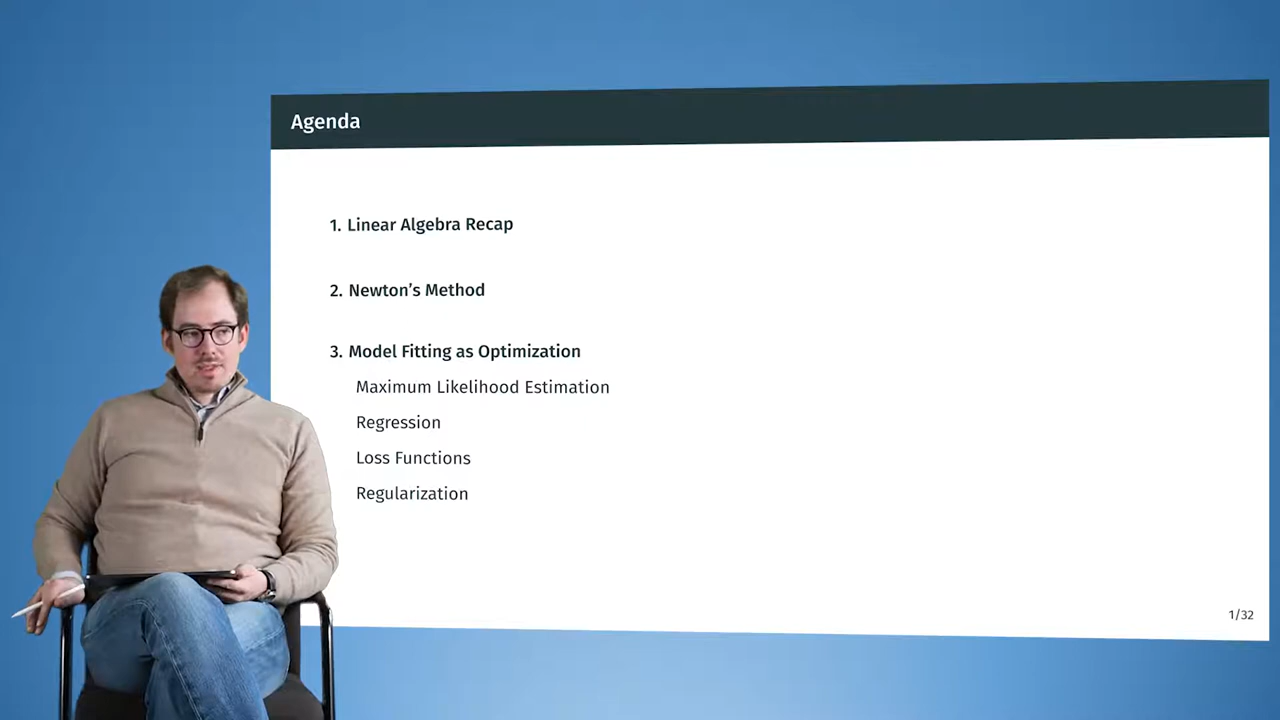 Agenda
1. Linear Algebra Recap
2. Newton's Method
3. Model Fitting as Optimization
Maximum Likelihood Estimation
Regression
Loss Functions
Regularization
1/32